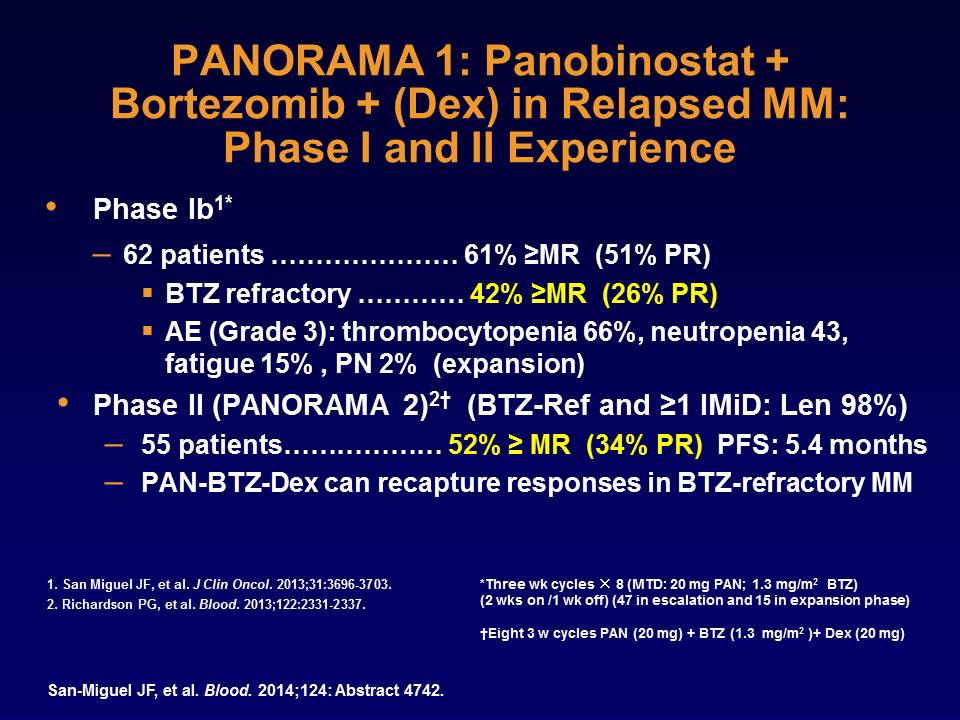 PANORAMA 1: Panobinostat +
Bortezomib + (Dex) in Relapsed MM:
Phase I and II Experience
• Phase Ib1*
– 62 patients ………………… 61% ≥MR (51% PR)
▪ BTZ refractory ………… 42% ≥MR (26% PR)
▪ AE (Grade 3): thrombocytopenia 66%, neutropenia 43,
fatigue 15% , PN 2% (expansion)
• Phase II (PANORAMA 2)2† (BTZ-Ref and ≥1 IMiD: Len 98%)
– 55 patients……………… 52% ≥ MR (34% PR) PFS: 5.4 months
– PAN-BTZ-Dex can recapture responses in BTZ-refractory MM
1. San Miguel JF, et al. J Clin Oncol. 2013;31:3696-3703.
2. Richardson PG, et al. Blood. 2013;122:2331-2337.
*Three wk cycles × 8 (MTD: 20 mg PAN; 1.3 mg/m2 BTZ)
(2 wks on /1 wk off) (47 in escalation and 15 in expansion phase)
†Eight 3 w cycles PAN (20 mg) + BTZ (1.3 mg/m2 )+ Dex (20 mg)
San-Miguel JF, et al. Blood. 2014;124: Abstract 4742.